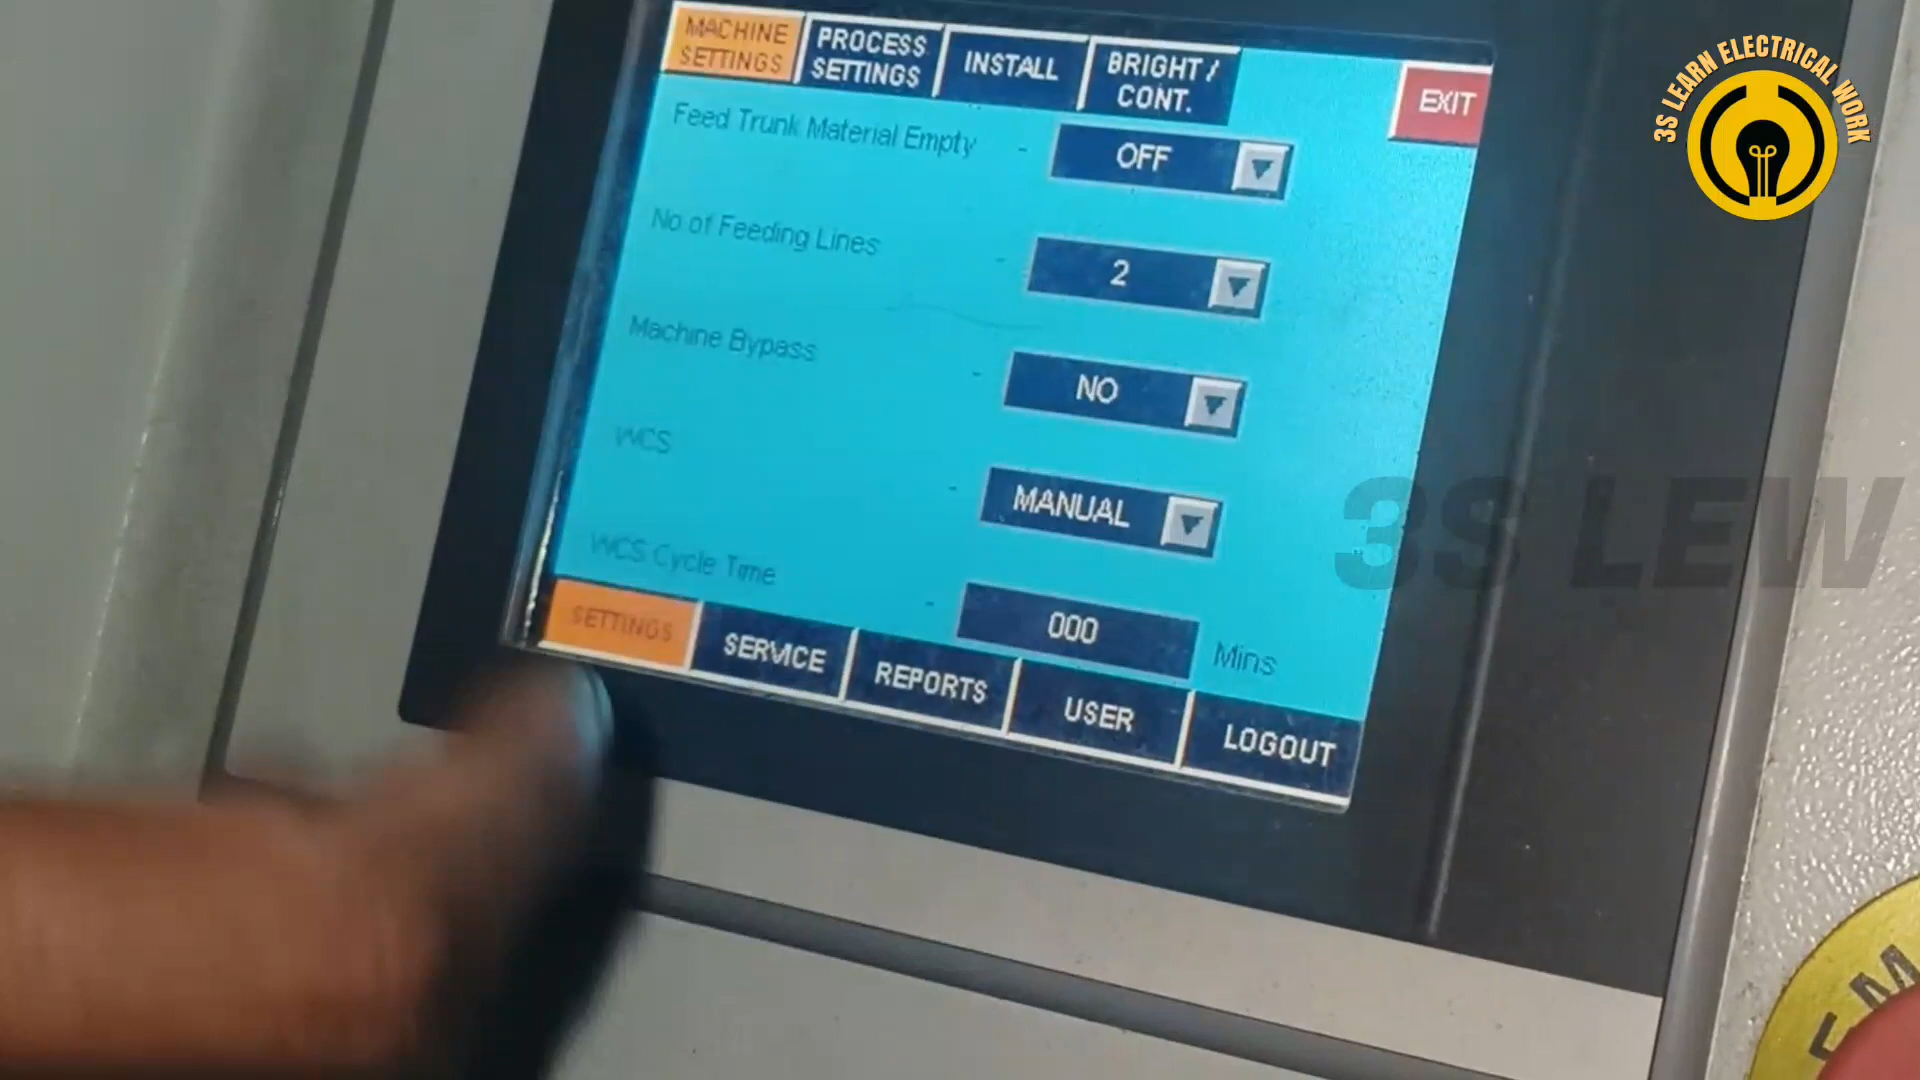 MACHINE
SETTINGS
PROCESS
SETTINGS
INSTALL
BRIGHT /
CONT.
EXIT
Feed Trunk Material Empty - OFF
No of Feeding Lines - 2
Machine Bypass - NO
WCS - MANUAL
WCS Cycle Time - 000 Mins
SETTINGS
SERVICE
REPORTS
USER
LOGOUT
3S LEARN ELECTRICAL WORK
3S LEW